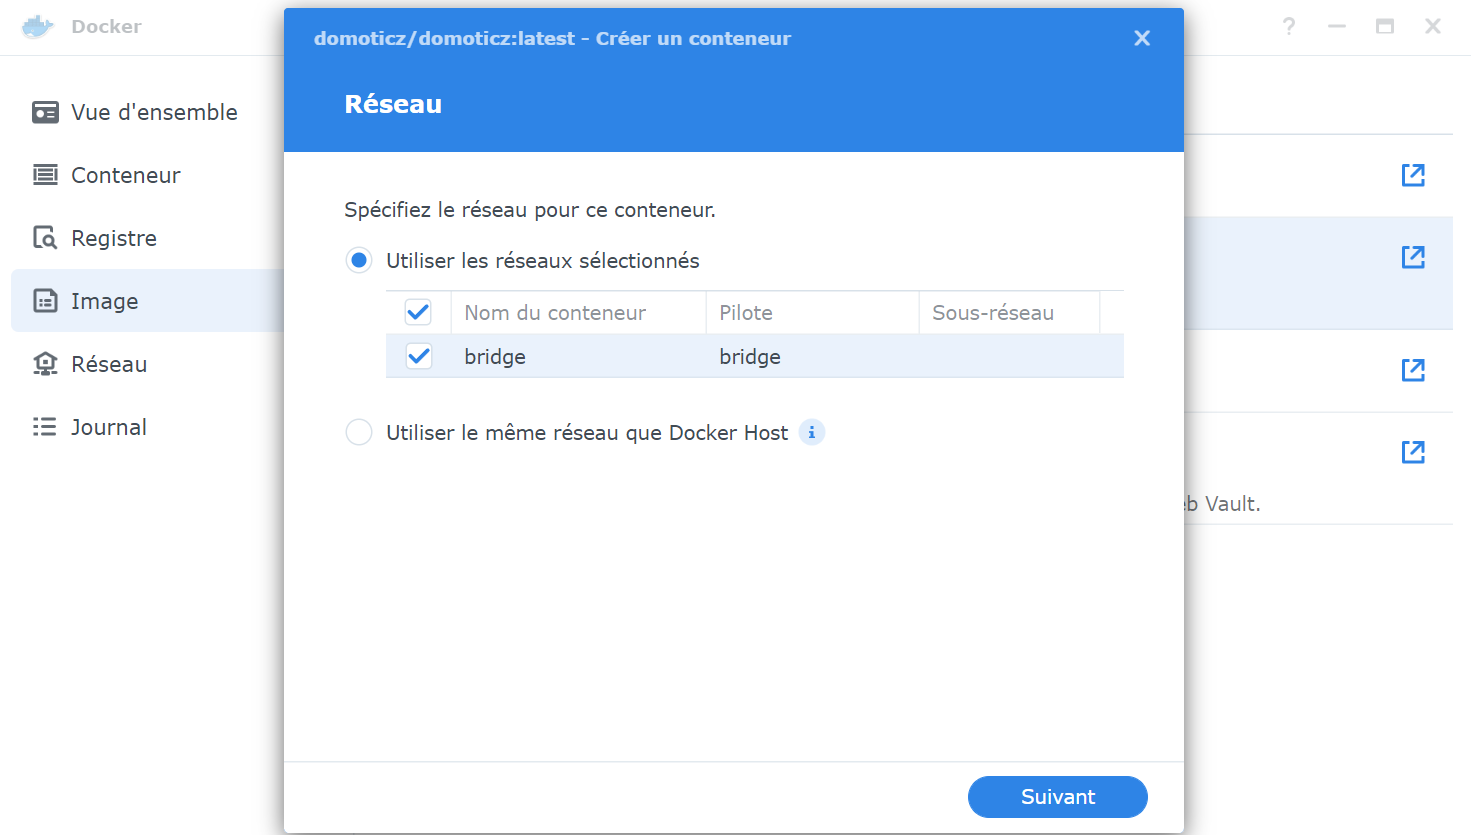 Docker
domoticz/domoticz:latest - Créer un conteneur
Réseau
Vue d'ensemble
Conteneur
Registre
Image
Réseau
Journal
Spécifiez le réseau pour ce conteneur.
Utiliser les réseaux sélectionnés
Nom du conteneur Pilote Sous-réseau
bridge bridge
Utiliser le même réseau que Docker Host
Vault.
Suivant